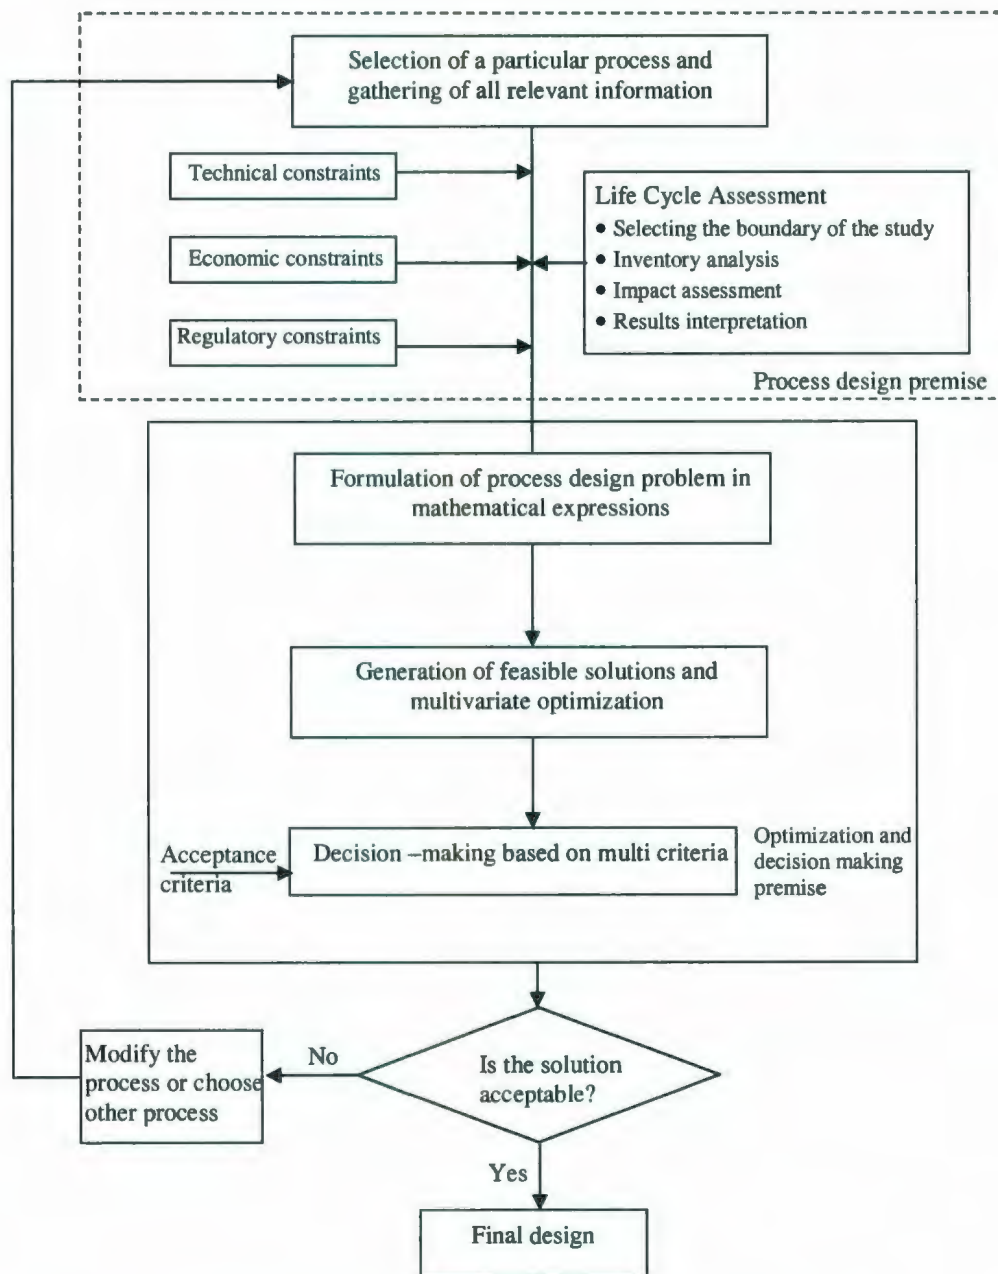 Selection of a particular process and
gathering of all relevant information
Technical constraints
Life Cycle Assessment
• Selecting the boundary of the study
Economic constraints
• Inventory analysis
• Impact assessment
Regulatory constraints
• Results interpretation
Process design premise
Formulation of process design problem in
mathematical expressions
Generation of feasible solutions and
multivariate optimization
Acceptance
criteria
Decision –making based on multi criteria
Optimization and
decision making
premise
Modify the
process or choose
other process
No
Is the solution
acceptable?
Yes
Final design